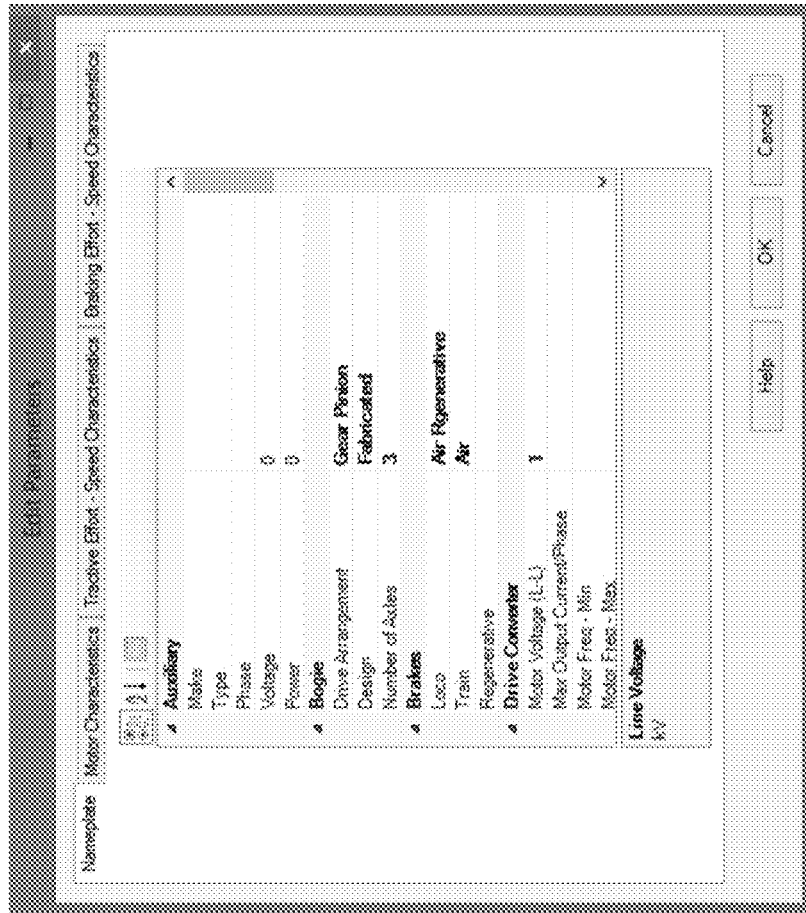 Edit Parameters
Nameplate Motor Characteristics Tractive Effort - Speed Characteristics Braking Effort - Speed Characteristics
Auxiliary
Make
Type
Phase
Voltage 0
Power 0
Bogie
Drive Arrangement Gear Pinion
Design Fabricated
Number of Axles 3
Brakes
Loco Air Rgenerative
Train Air
Regenerative
Drive Converter
Motor Voltage (L-L) 1
Max Output Current/Phase
Motor Freq - Min
Motor Freq - Max
Line Voltage
kV
Help OK Cancel